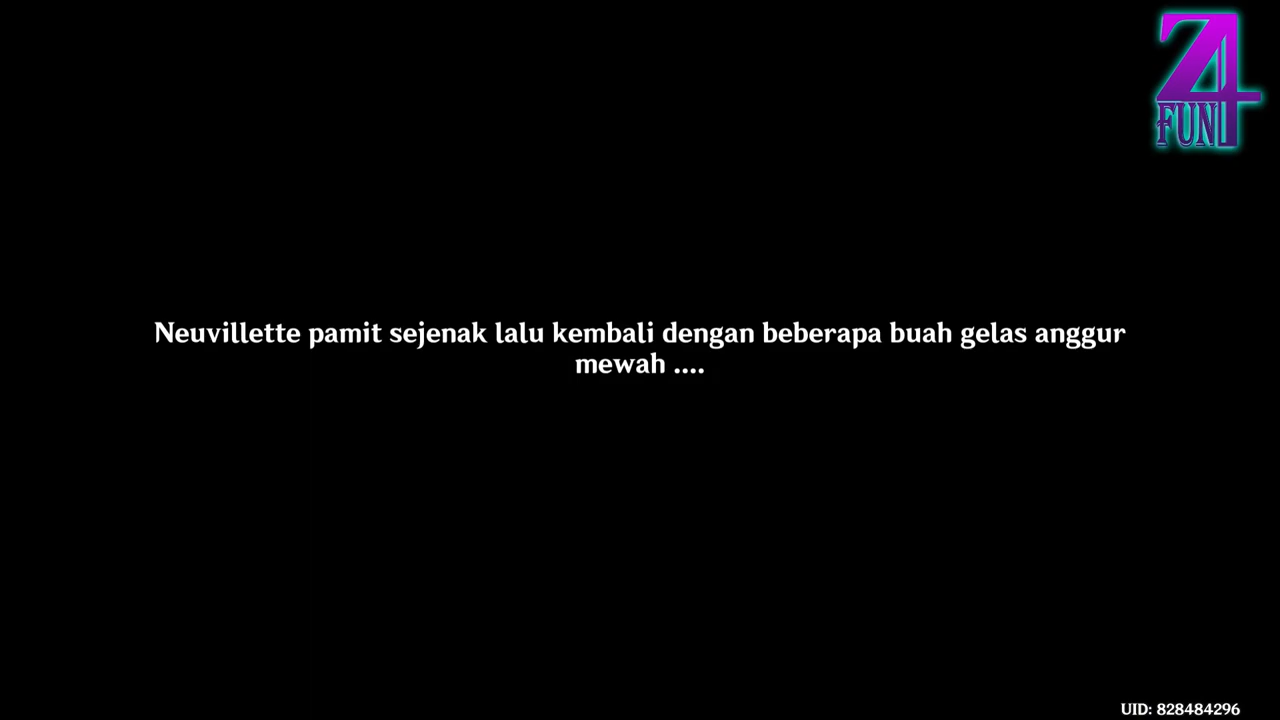 Z4
FUN
Neuvillette pamit sejenak lalu kembali dengan beberapa buah gelas anggur
mewah ....
UID: 828484296